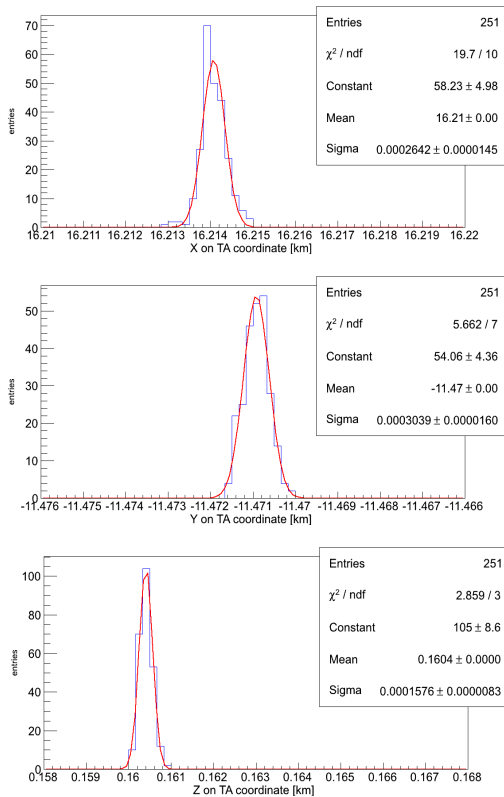 70
60
50
40
30
20
10
0
entries
16.21 16.211 16.212 16.213 16.214 16.215 16.216 16.217 16.218 16.219 16.22
X on TA coordinate [km]
Entries 251
χ² / ndf 19.7 / 10
Constant 58.23 ± 4.98
Mean 16.21 ± 0.00
Sigma 0.0002642 ± 0.0000145
50
40
30
20
10
0
entries
-11.476 -11.475 -11.474 -11.473 -11.472 -11.471 -11.47 -11.469 -11.468 -11.467 -11.466
Y on TA coordinate [km]
Entries 251
χ² / ndf 5.662 / 7
Constant 54.06 ± 4.36
Mean -11.47 ± 0.00
Sigma 0.0003039 ± 0.0000160
100
80
60
40
20
0
entries
0.158 0.159 0.16 0.161 0.162 0.163 0.164 0.165 0.166 0.167 0.168
Z on TA coordinate [km]
Entries 251
χ² / ndf 2.859 / 3
Constant 105 ± 8.6
Mean 0.1604 ± 0.0000
Sigma 0.0001576 ± 0.0000083